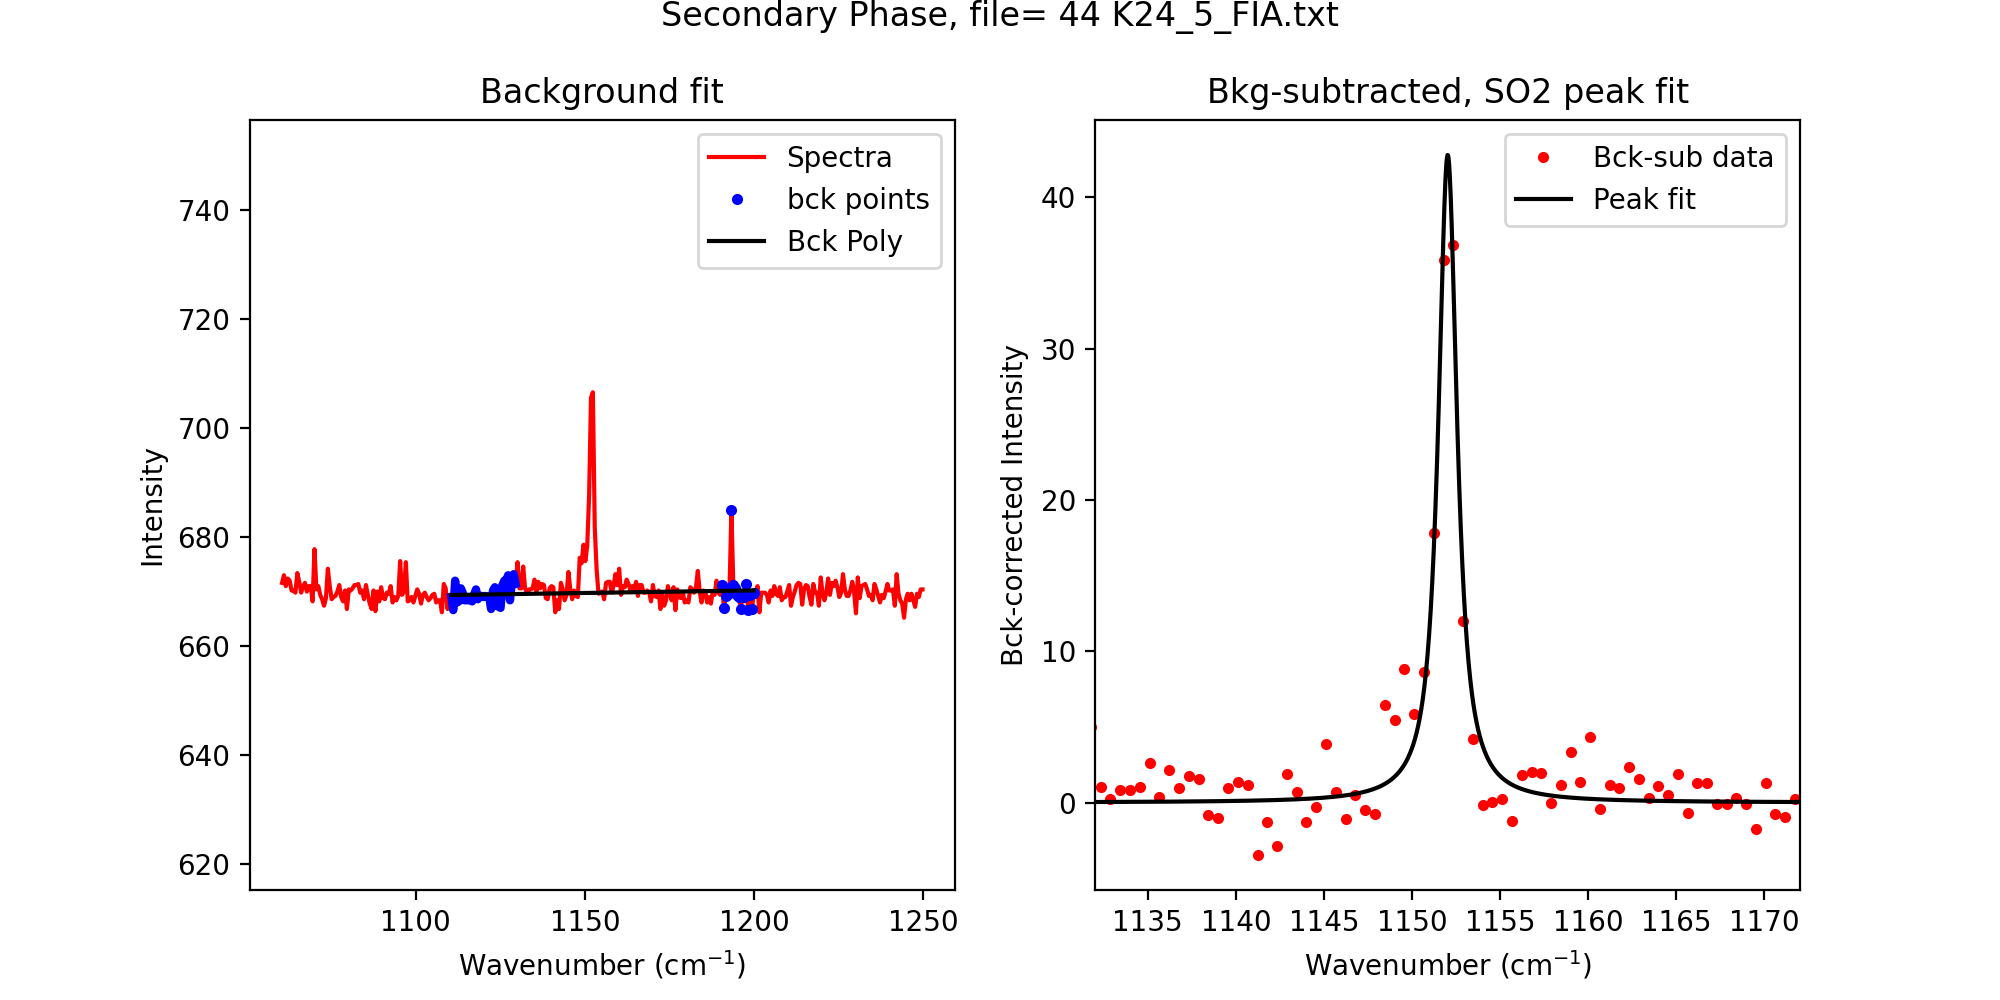 Secondary Phase, file= 44 K24_5_FIA.txt
Background fit
Spectra
bck points
Bck Poly
740
720
700
680
660
640
620
Intensity
1100 1150 1200 1250
Wavenumber (cm⁻¹)
Bkg-subtracted, SO2 peak fit
Bck-sub data
Peak fit
40
30
20
10
0
Bck-corrected Intensity
1135 1140 1145 1150 1155 1160 1165 1170
Wavenumber (cm⁻¹)